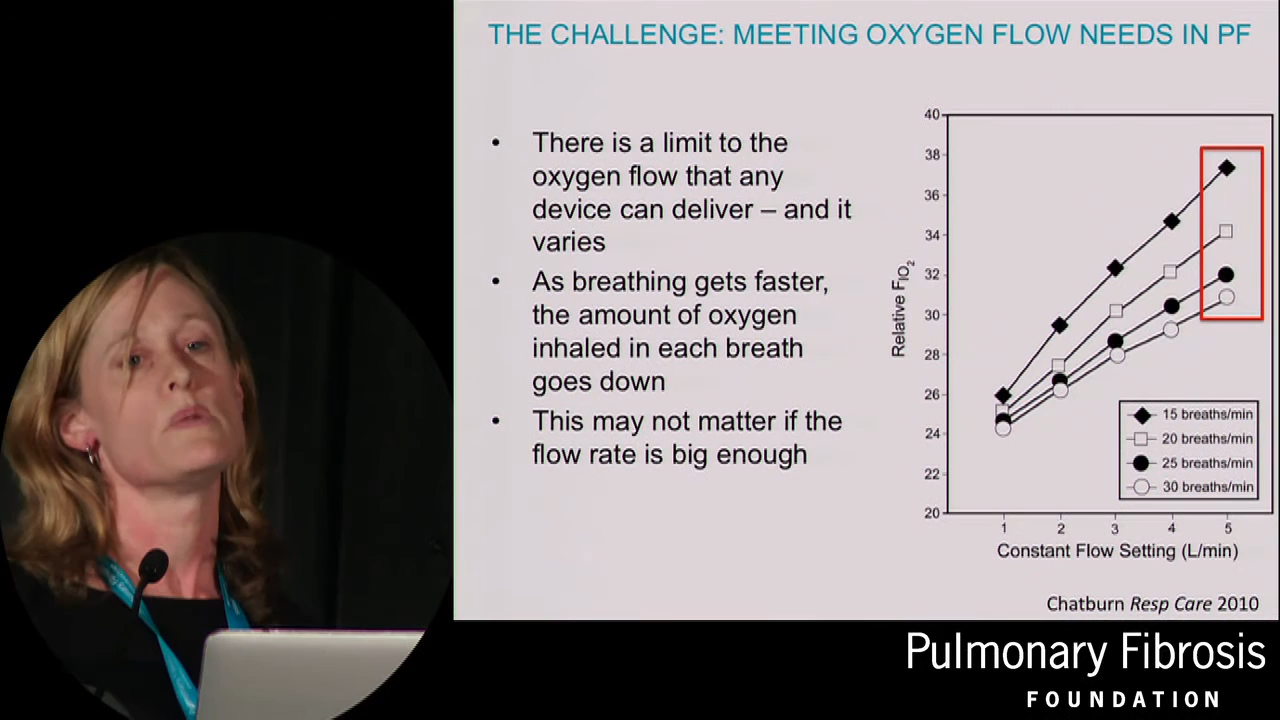 THE CHALLENGE: MEETING OXYGEN FLOW NEEDS IN PF
• There is a limit to the
oxygen flow that any
device can deliver – and it
varies
• As breathing gets faster,
the amount of oxygen
inhaled in each breath
goes down
• This may not matter if the
flow rate is big enough
40
38
36
34
32
30
28
26
24
22
20
Relative FIO2
15 breaths/min
20 breaths/min
25 breaths/min
30 breaths/min
1 2 3 4 5
Constant Flow Setting (L/min)
Chatburn Resp Care 2010
Pulmonary Fibrosis
FOUNDATION